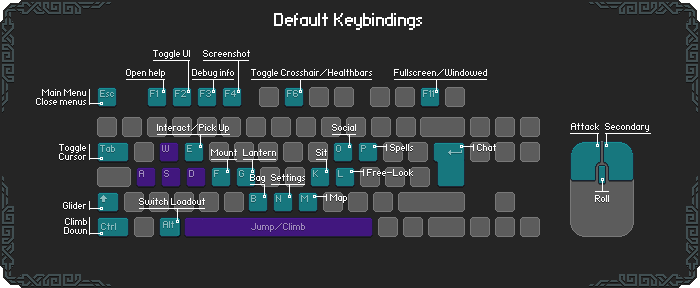 Default Keybindings
Toggle UI
Screenshot
Open help
Debug info
Toggle Crosshair/Healthbars
Fullscreen/Windowed
Main Menu
Close menus
Esc
F1
F2
F3
F4
F6
F11
Interact/Pick Up
Social
Attack
Secondary
Toggle
Cursor
Tab
W
E
Mount
Lantern
Sit
O
P
Spells
Chat
A
S
D
F
G
Bag
Settings
K
L
Free-Look
Roll
Glider
Switch Loadout
B
N
M
Map
Climb
Down
Ctrl
Alt
Jump/Climb